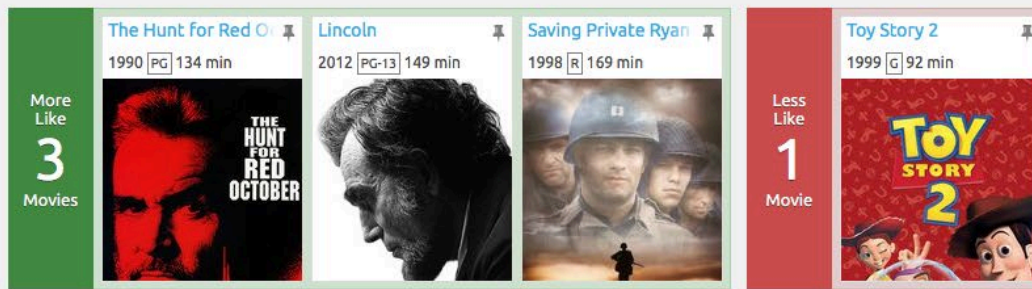 More
Like
3
Movies
The Hunt for Red O
1990 PG 134 min
THE
HUNT
FOR
RED
OCTOBER
Lincoln
2012 PG-13 149 min
Saving Private Ryan
1998 R 169 min
Less
Like
1
Movie
Toy Story 2
1999 G 92 min
TOY
STORY
2